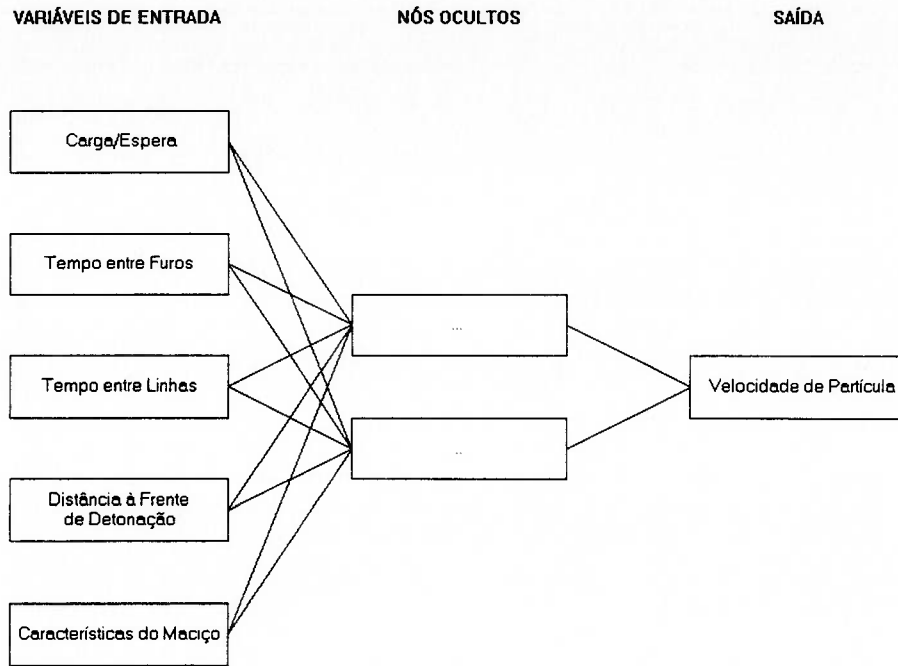 VARIÁVEIS DE ENTRADA
NÓS OCULTOS
SAÍDA
Carga/Espera
Tempo entre Furos
...
Tempo entre Linhas
Velocidade de Partícula
...
Distância à Frente
de Detonação
Características do Maciço